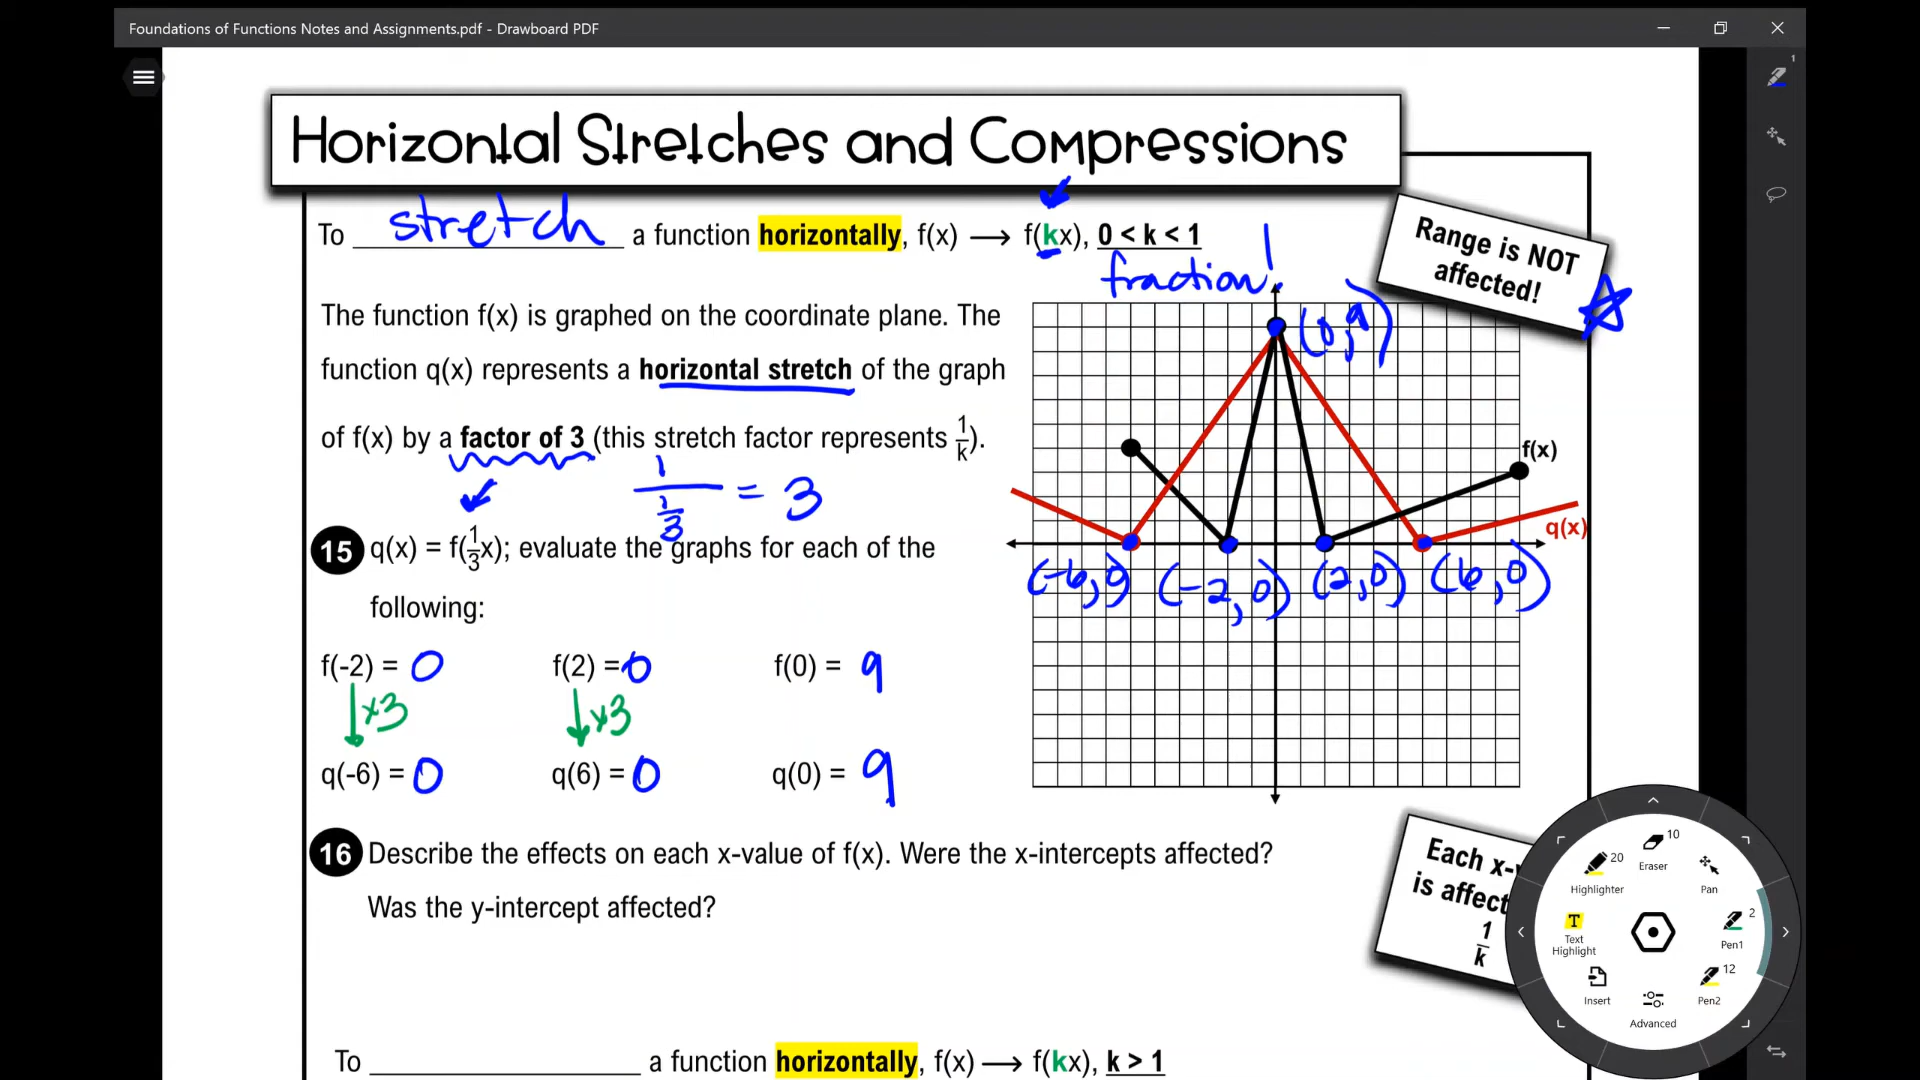 Foundations of Functions Notes and Assignments.pdf - Drawboard PDF
1
Horizontal Stretches and Compressions
To stretch a function horizontally, f(x) → f(kx), 0 < k < 1
fraction!
Range is NOT
affected!
The function f(x) is graphed on the coordinate plane. The
function q(x) represents a horizontal stretch of the graph
of f(x) by a factor of 3 (this stretch factor represents 1/k).
1/(1/3) = 3
15 q(x) = f(1/3x); evaluate the graphs for each of the
following:
f(-2) = 0 f(2) = 0 f(0) = 9
↓x3 ↓x3
q(-6) = 0 q(6) = 0 q(0) = 9
(0,9)
f(x)
q(x)
(-6,0) (-2,0) (2,0) (6,0)
16 Describe the effects on each x-value of f(x). Were the x-intercepts affected?
Was the y-intercept affected?
Each x-
is affect
1/k
To ____________ a function horizontally, f(x) → f(kx), k > 1
10
Eraser
20
Highlighter
Pan
T
Text
Highlight
2
Pen1
Insert
12
Pen2
Advanced